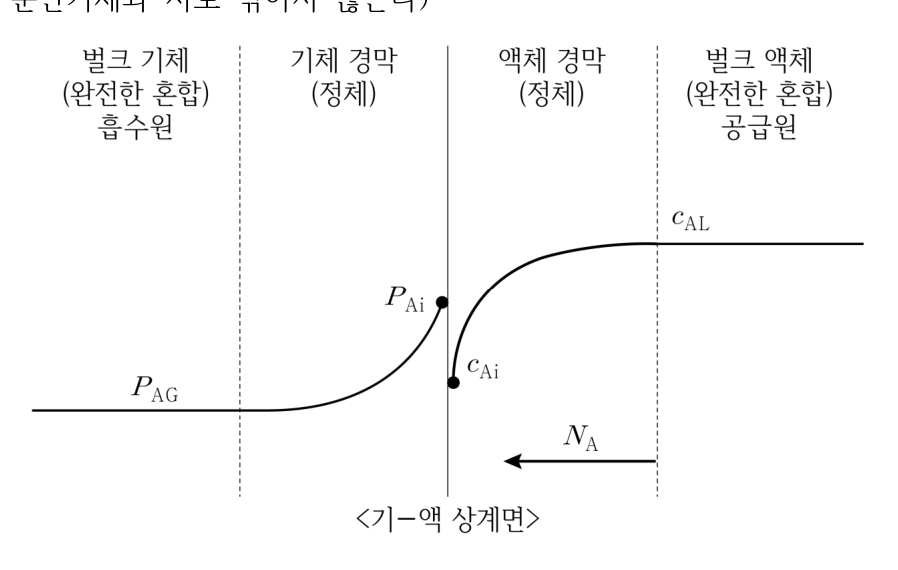 벌크 기체
(완전한 혼합)
흡수원
기체 경막
(정체)
액체 경막
(정체)
벌크 액체
(완전한 혼합)
공급원
c_AL
P_Ai
c_Ai
P_AG
N_A
<기-액 상계면>